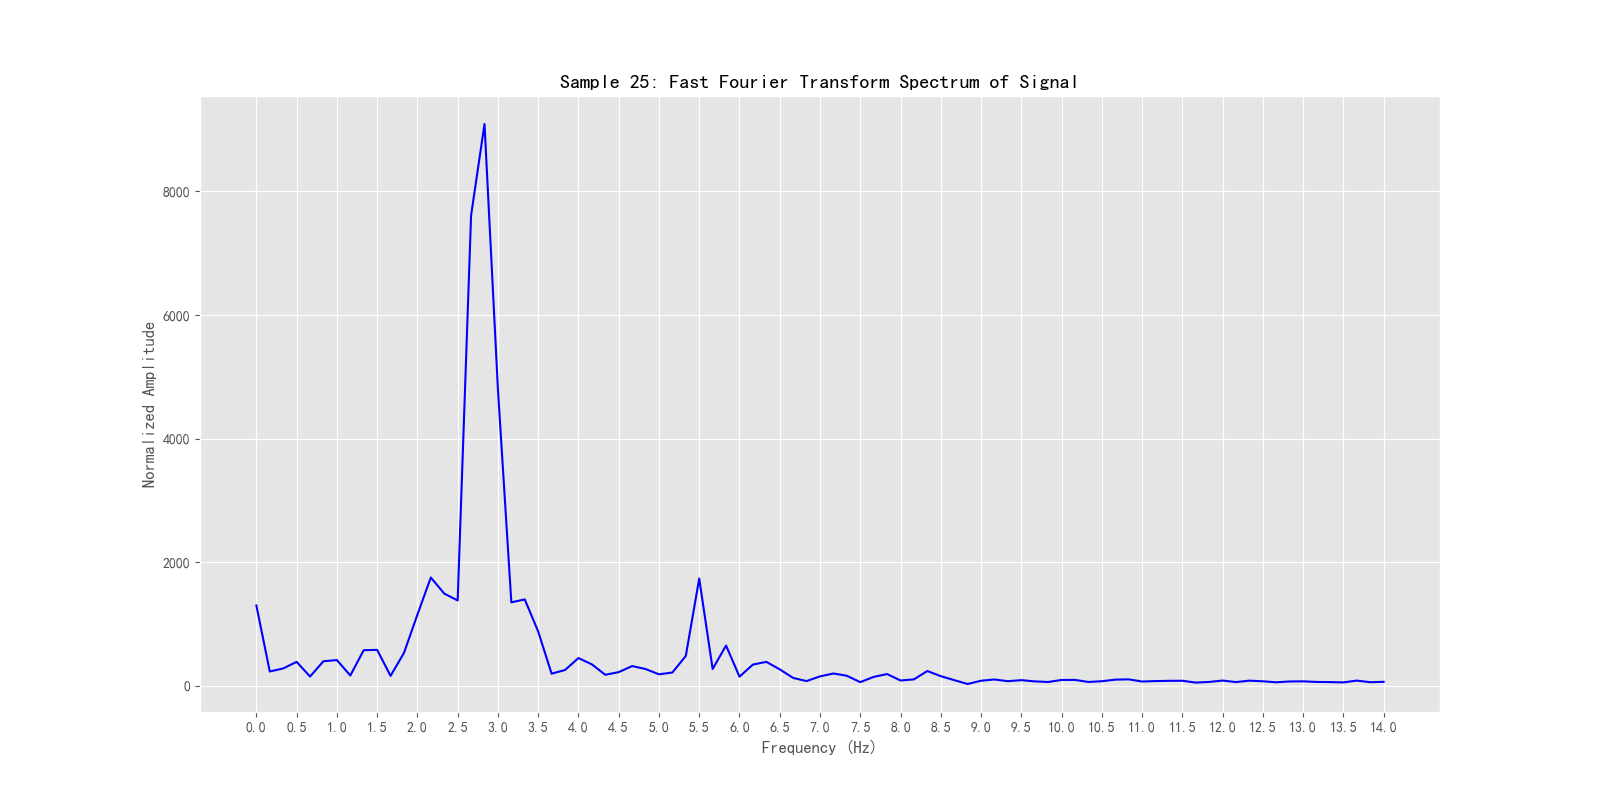 Sample 25: Fast Fourier Transform Spectrum of Signal
Normalized Amplitude
8000
6000
4000
2000
0
0.0 0.5 1.0 1.5 2.0 2.5 3.0 3.5 4.0 4.5 5.0 5.5 6.0 6.5 7.0 7.5 8.0 8.5 9.0 9.5 10.0 10.5 11.0 11.5 12.0 12.5 13.0 13.5 14.0
Frequency (Hz)